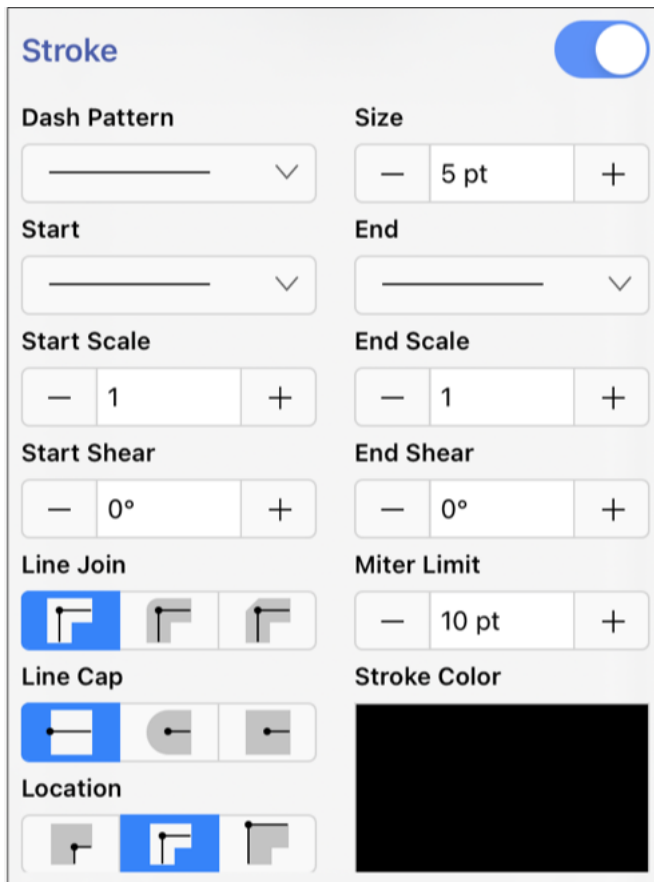 Stroke
Dash Pattern Size
5 pt
Start End
Start Scale End Scale
1 1
Start Shear End Shear
0° 0°
Line Join Miter Limit
10 pt
Line Cap Stroke Color
Location